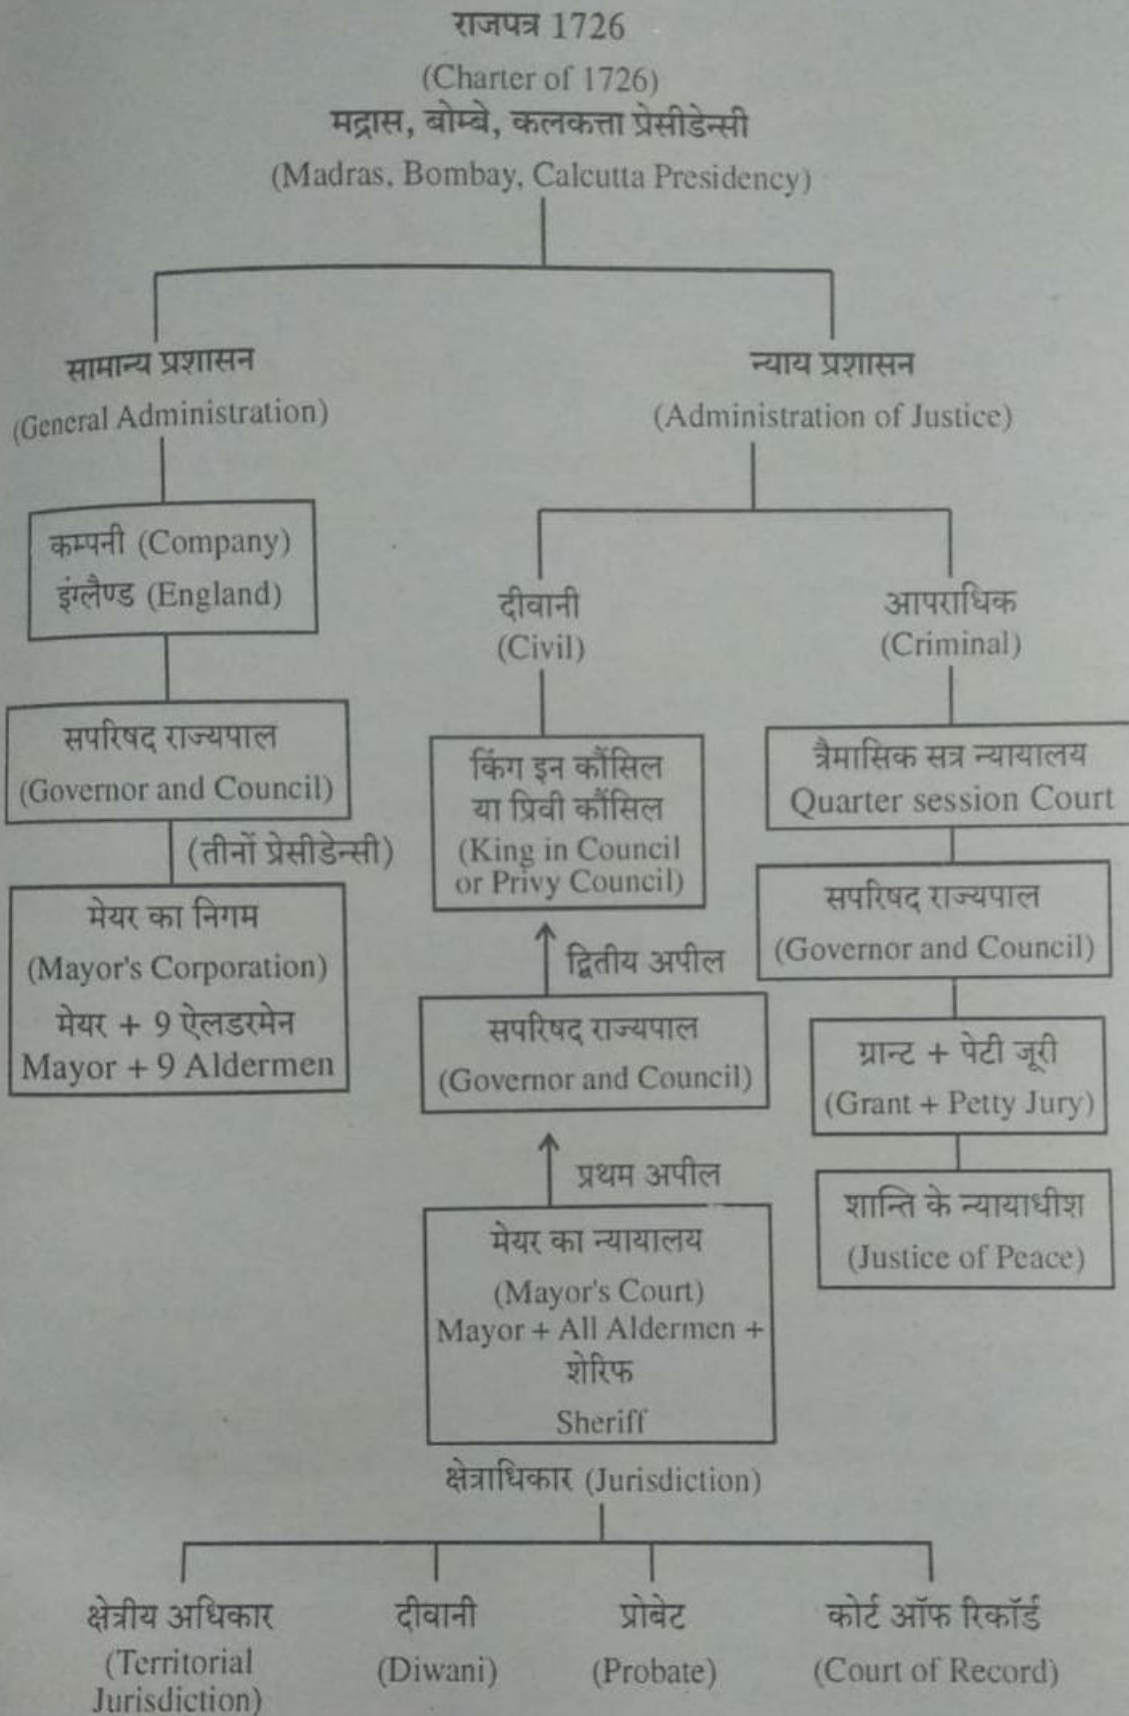 राजपत्र 1726
(Charter of 1726)
मद्रास, बोम्बे, कलकत्ता प्रेसीडेन्सी
(Madras, Bombay, Calcutta Presidency)
सामान्य प्रशासन
(General Administration)
कम्पनी (Company)
इंग्लैण्ड (England)
सपरिषद राज्यपाल
(Governor and Council)
(तीनों प्रेसीडेन्सी)
मेयर का निगम
(Mayor's Corporation)
मेयर + 9 ऐलडरमेन
Mayor + 9 Aldermen
न्याय प्रशासन
(Administration of Justice)
दीवानी
(Civil)
किंग इन कौंसिल
या प्रिवी कौंसिल
(King in Council
or Privy Council)
द्वितीय अपील
सपरिषद राज्यपाल
(Governor and Council)
प्रथम अपील
मेयर का न्यायालय
(Mayor's Court)
Mayor + All Aldermen +
शेरिफ
Sheriff
आपराधिक
(Criminal)
त्रैमासिक सत्र न्यायालय
Quarter session Court
सपरिषद राज्यपाल
(Governor and Council)
ग्रान्ट + पेटी जूरी
(Grant + Petty Jury)
शान्ति के न्यायाधीश
(Justice of Peace)
क्षेत्राधिकार (Jurisdiction)
क्षेत्रीय अधिकार
(Territorial
Jurisdiction)
दीवानी
(Diwani)
प्रोबेट
(Probate)
कोर्ट ऑफ रिकॉर्ड
(Court of Record)